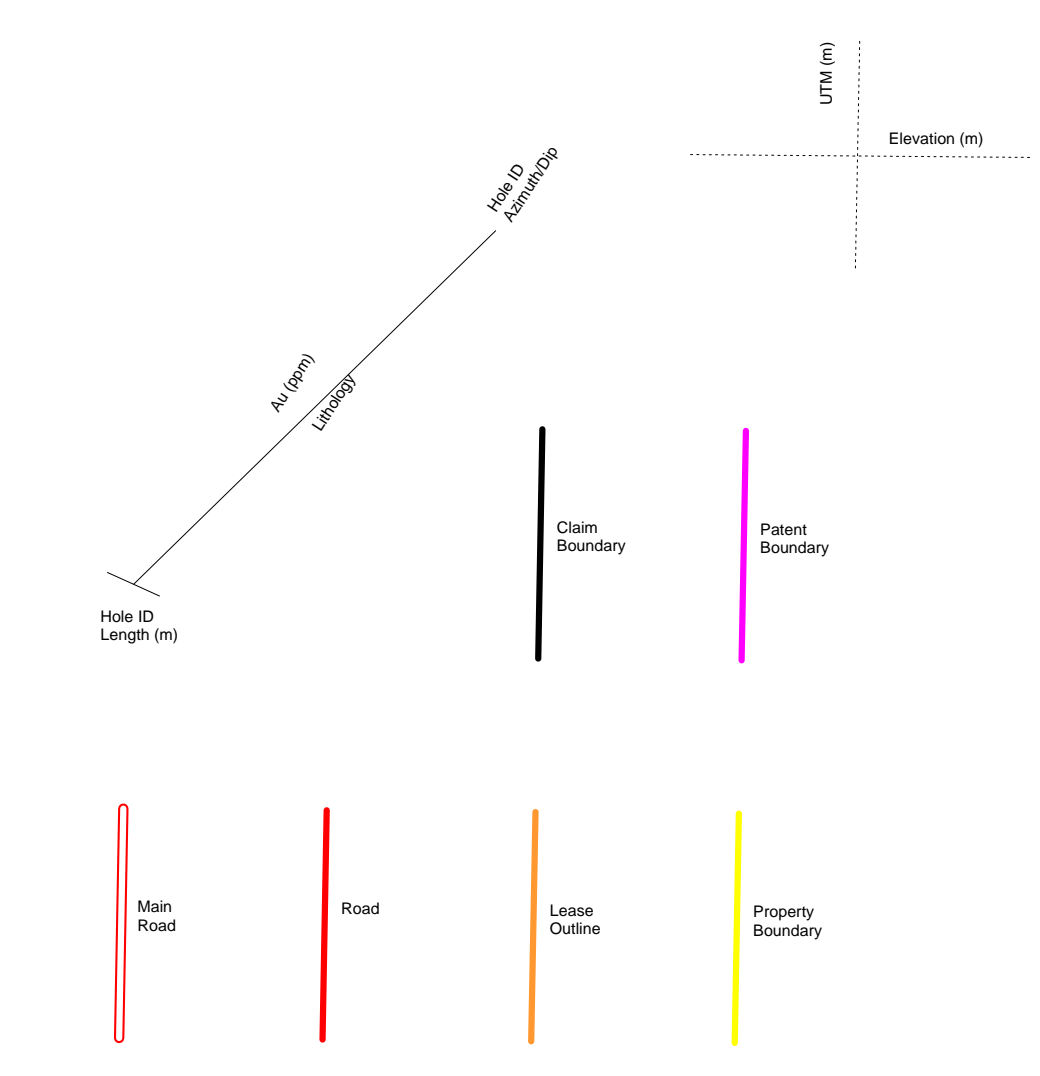 UTM (m)
Elevation (m)
Hole ID
Azimuth/Dip
Au (ppm)
Lithology
Hole ID
Length (m)
Claim
Boundary
Patent
Boundary
Main
Road
Road
Lease
Outline
Property
Boundary